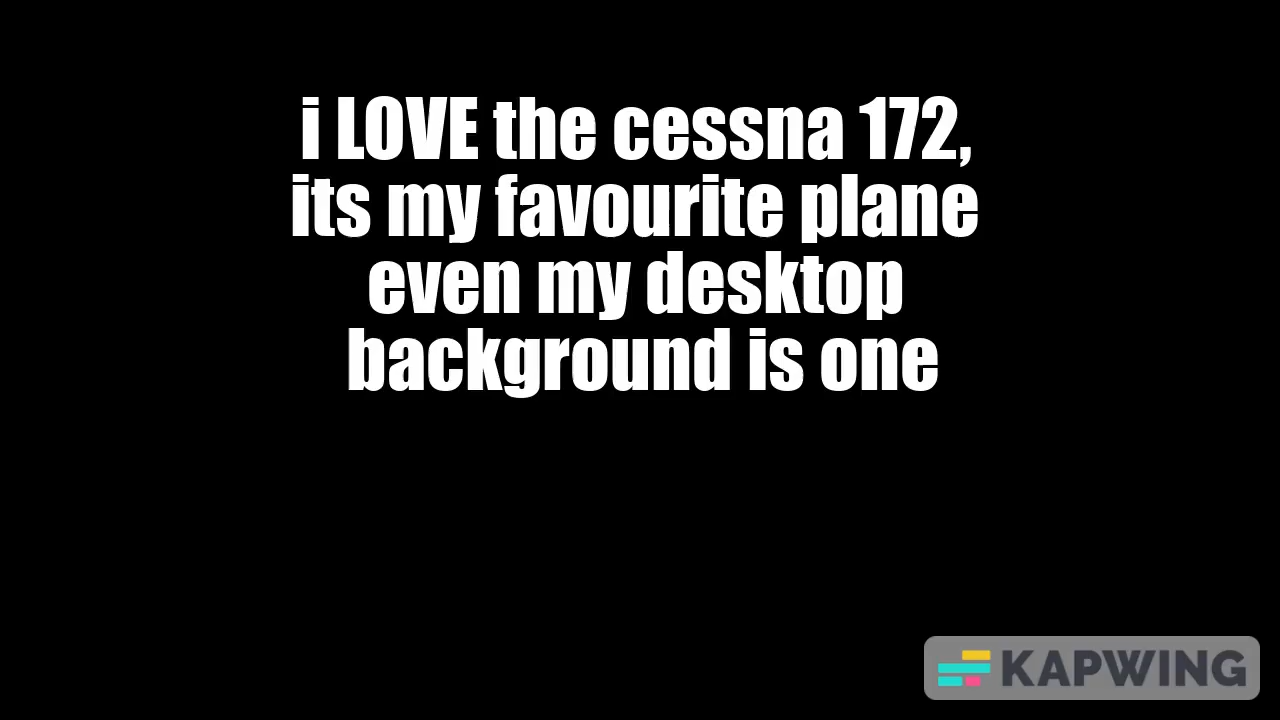 i LOVE the cessna 172,
its my favourite plane
even my desktop
background is one
KAPWING